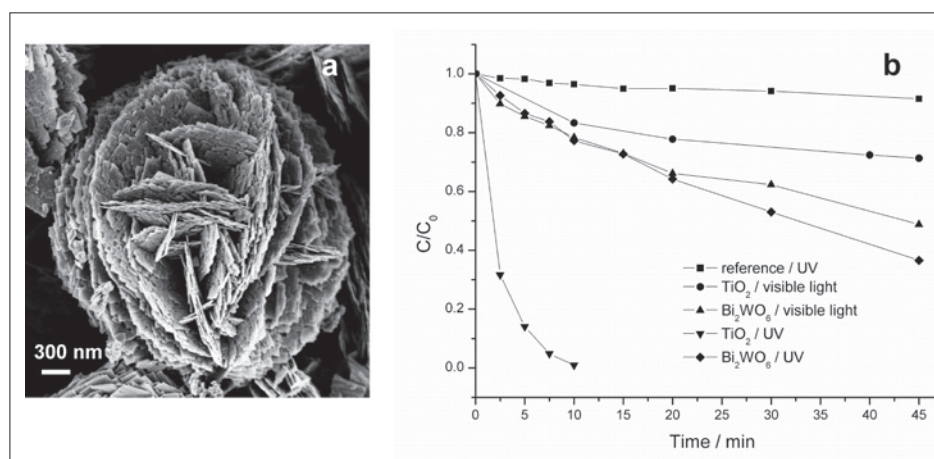 a
300 nm
b
C/C₀
1.0
0.8
0.6
0.4
0.2
0.0
reference / UV
TiO₂ / visible light
Bi₂WO₆ / visible light
TiO₂ / UV
Bi₂WO₆ / UV
0 5 10 15 20 25 30 35 40 45
Time / min